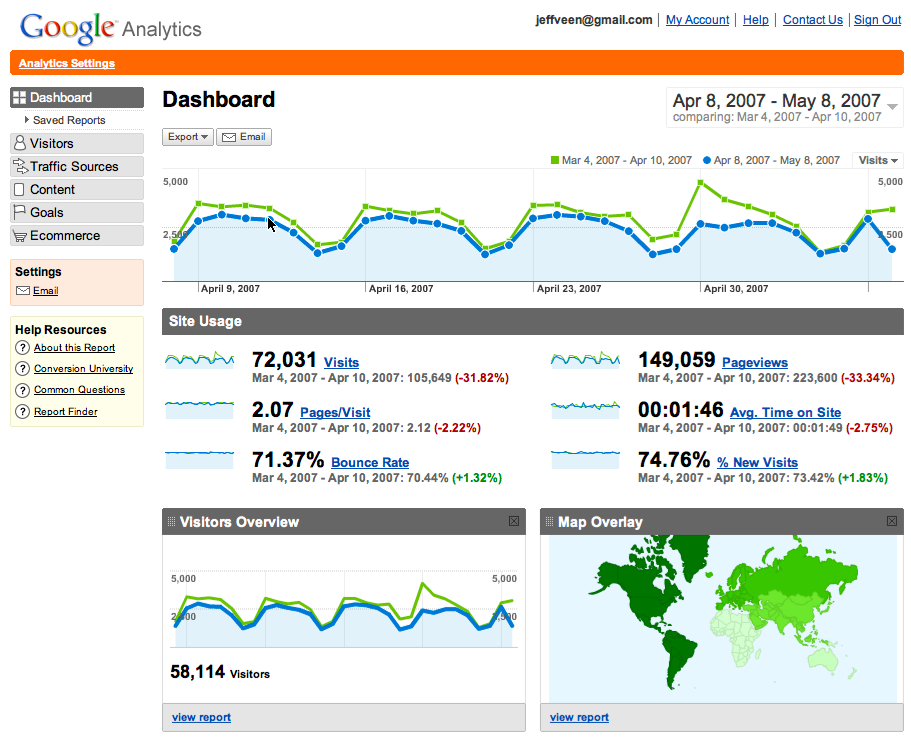 Google™ Analytics
jeffveen@gmail.com | My Account | Help | Contact Us | Sign Out
Analytics Settings
Dashboard
Saved Reports
Visitors
Traffic Sources
Content
Goals
Ecommerce
Settings
Email
Help Resources
About this Report
Conversion University
Common Questions
Report Finder
Dashboard
Apr 8, 2007 - May 8, 2007
comparing: Mar 4, 2007 - Apr 10, 2007
Export Email
Mar 4, 2007 - Apr 10, 2007 Apr 8, 2007 - May 8, 2007 Visits
5,000 5,000
2,500 2,500
April 9, 2007 April 16, 2007 April 23, 2007 April 30, 2007
Site Usage
72,031 Visits
Mar 4, 2007 - Apr 10, 2007: 105,649 (-31.82%)
149,059 Pageviews
Mar 4, 2007 - Apr 10, 2007: 223,600 (-33.34%)
2.07 Pages/Visit
Mar 4, 2007 - Apr 10, 2007: 2.12 (-2.22%)
00:01:46 Avg. Time on Site
Mar 4, 2007 - Apr 10, 2007: 00:01:49 (-2.75%)
71.37% Bounce Rate
Mar 4, 2007 - Apr 10, 2007: 70.44% (+1.32%)
74.76% % New Visits
Mar 4, 2007 - Apr 10, 2007: 73.42% (+1.83%)
Visitors Overview
5,000 5,000
2,500 2,500
58,114 Visitors
view report
Map Overlay
view report